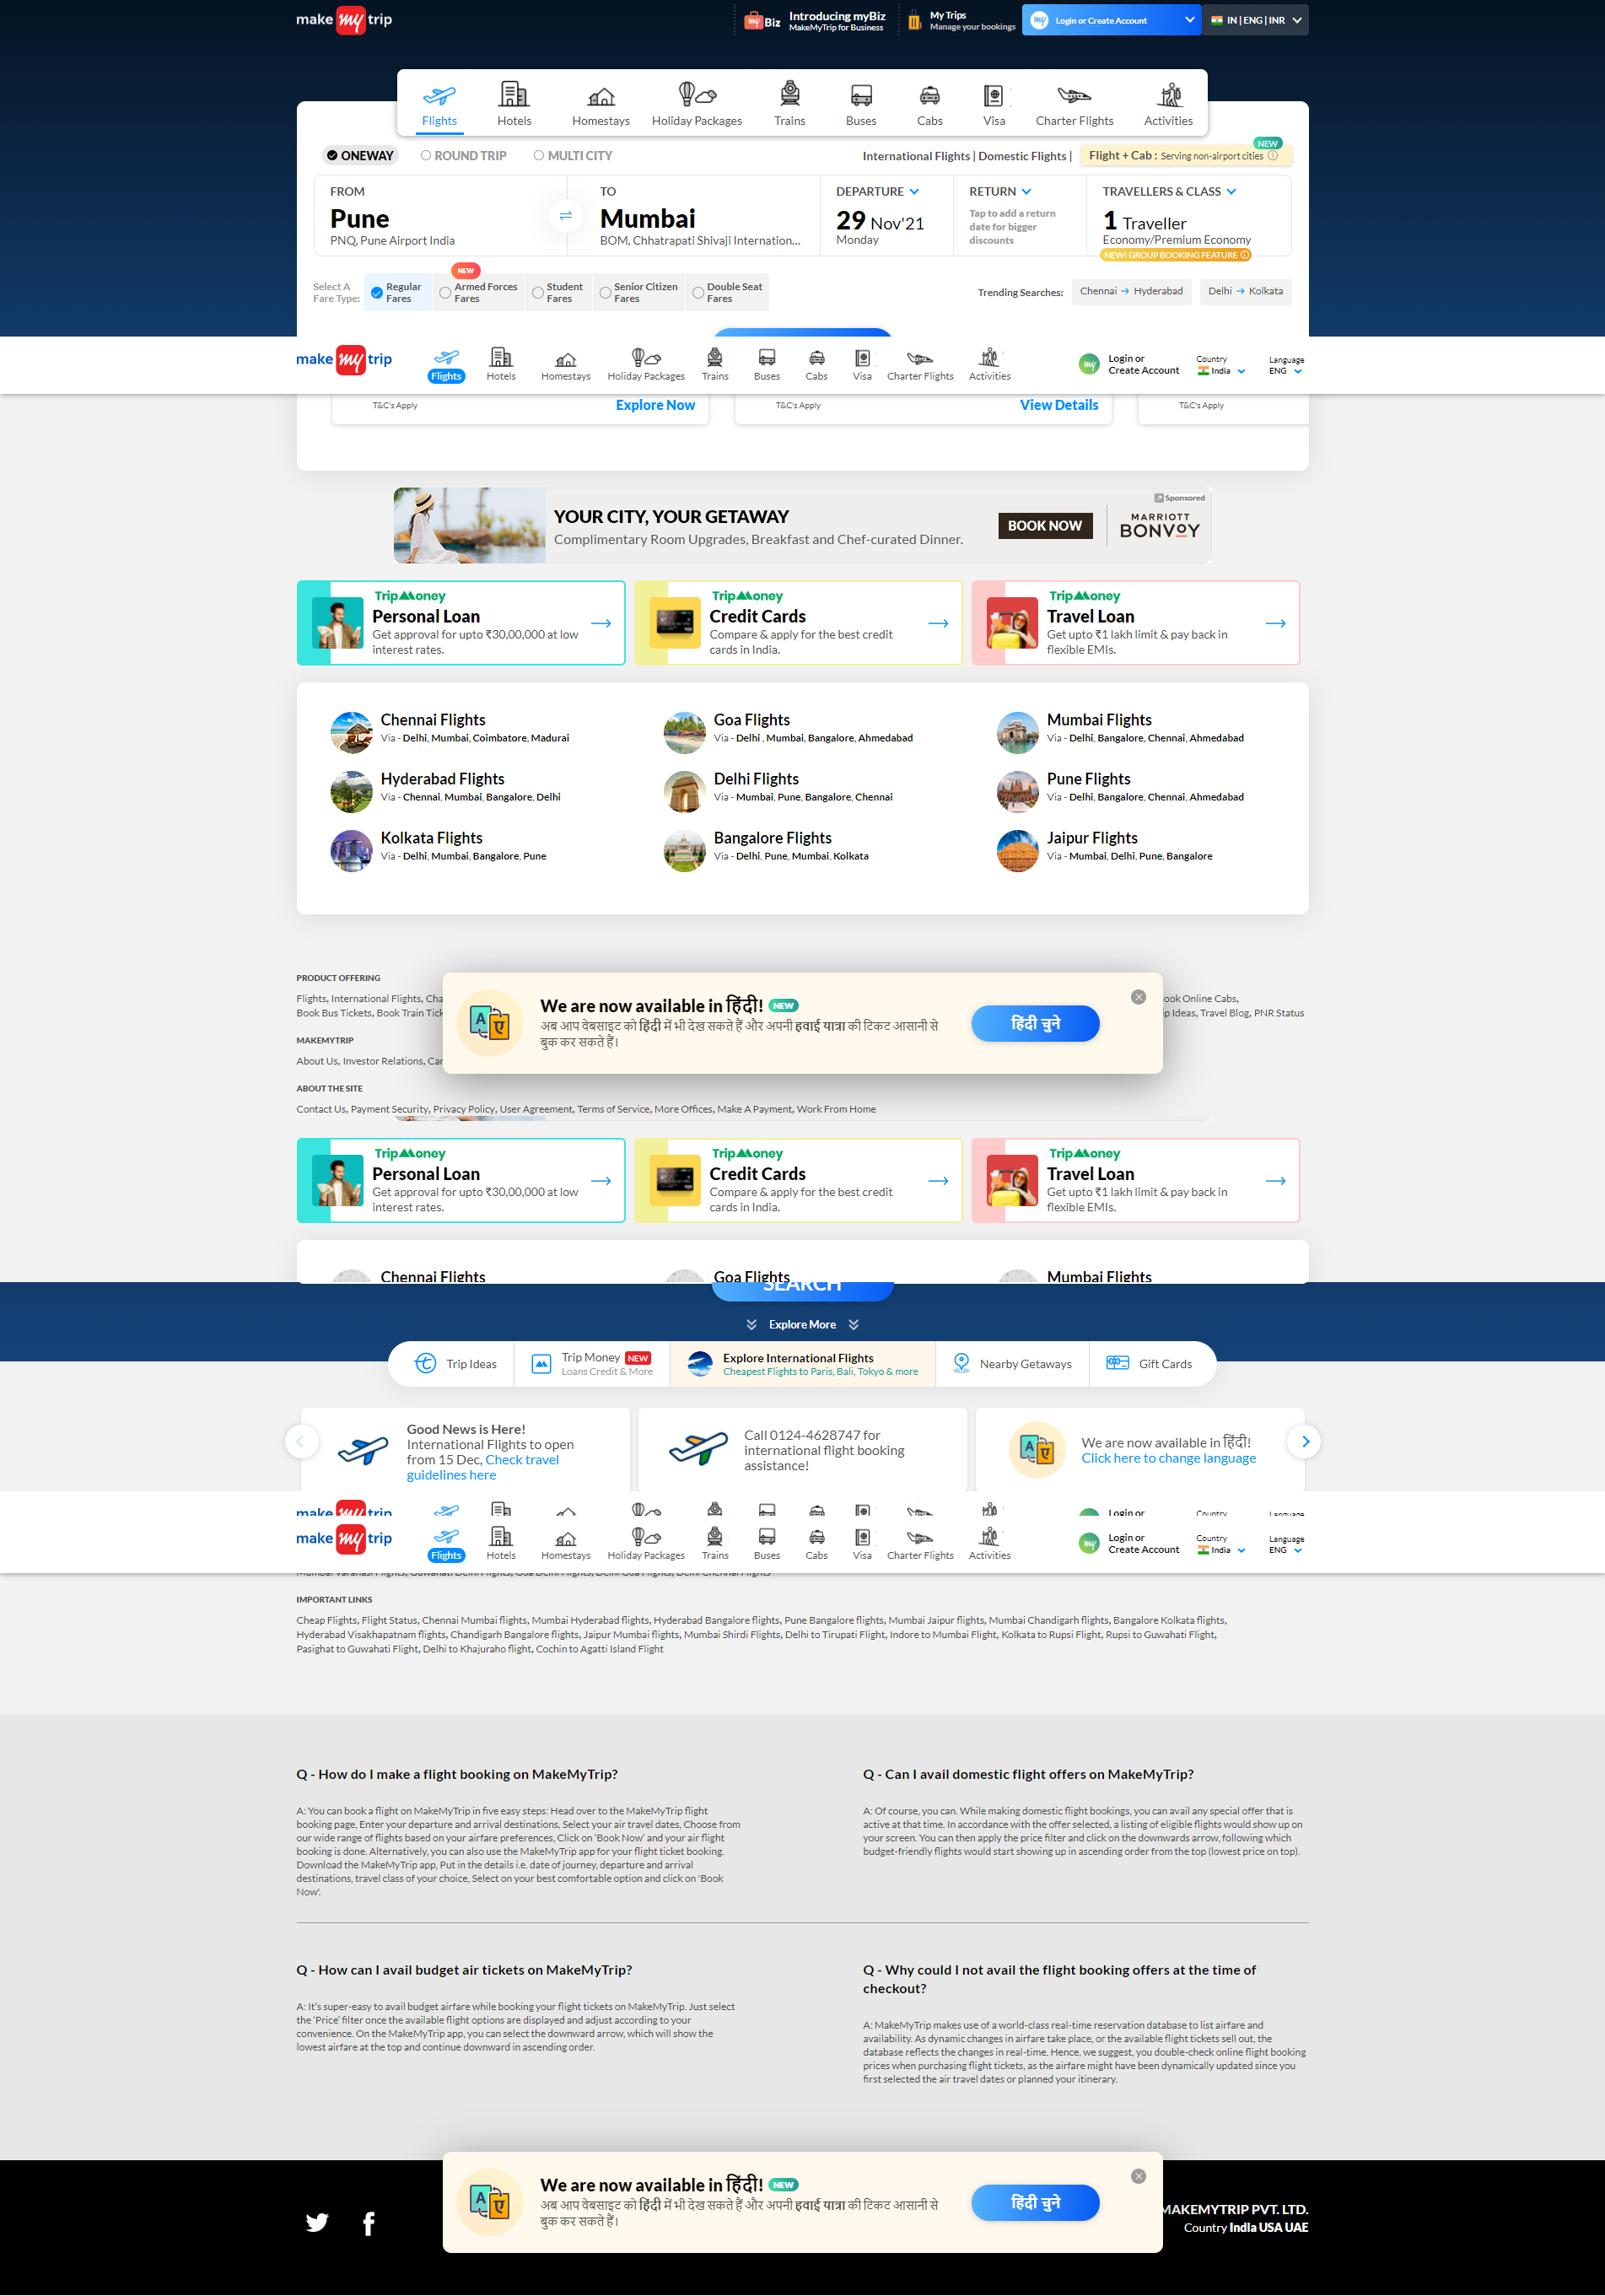 make my trip
my Biz
Introducing myBiz
MakeMyTrip for Business
My Trips
Manage your bookings
my
Login or Create Account
IN | ENG | INR
Flights
Hotels
Homestays
Holiday Packages
Trains
Buses
Cabs
Visa
Charter Flights
Activities
ONEWAY
ROUND TRIP
MULTI CITY
International Flights | Domestic Flights |
Flight + Cab : Serving non-airport cities
NEW
FROM
Pune
PNQ, Pune Airport India
TO
Mumbai
BOM, Chhatrapati Shivaji Internation...
DEPARTURE
29 Nov'21
Monday
RETURN
Tap to add a return
date for bigger
discounts
TRAVELLERS & CLASS
1 Traveller
Economy/Premium Economy
NEW! GROUP BOOKING FEATURE
Select A
Fare Type:
Regular
Fares
NEW
Armed Forces
Fares
Student
Fares
Senior Citizen
Fares
Double Seat
Fares
Trending Searches:
Chennai → Hyderabad
Delhi → Kolkata
make my trip
Flights
Hotels
Homestays
Holiday Packages
Trains
Buses
Cabs
Visa
Charter Flights
Activities
my
Login or
Create Account
Country
India
Language
ENG
T&C's Apply
Explore Now
T&C's Apply
View Details
T&C's Apply
Sponsored
YOUR CITY, YOUR GETAWAY
Complimentary Room Upgrades, Breakfast and Chef-curated Dinner.
BOOK NOW
MARRIOTT
BONVOY
TripMoney
Personal Loan
Get approval for upto ₹30,00,000 at low
interest rates.
TripMoney
Credit Cards
Compare & apply for the best credit
cards in India.
TripMoney
Travel Loan
Get upto ₹1 lakh limit & pay back in
flexible EMIs.
Chennai Flights
Via - Delhi, Mumbai, Coimbatore, Madurai
Goa Flights
Via - Delhi , Mumbai, Bangalore, Ahmedabad
Mumbai Flights
Via - Delhi, Bangalore, Chennai, Ahmedabad
Hyderabad Flights
Via - Chennai, Mumbai, Bangalore, Delhi
Delhi Flights
Via - Mumbai, Pune, Bangalore, Chennai
Pune Flights
Via - Delhi, Bangalore, Chennai, Ahmedabad
Kolkata Flights
Via - Delhi, Mumbai, Bangalore, Pune
Bangalore Flights
Via - Delhi, Pune, Mumbai, Kolkata
Jaipur Flights
Via - Mumbai, Delhi, Pune, Bangalore
PRODUCT OFFERING
Flights, International Flights, Cha
ook Online Cabs,
Book Bus Tickets, Book Train Tick
ip Ideas, Travel Blog, PNR Status
MAKEMYTRIP
About Us, Investor Relations, Car
A ए
We are now available in हिंदी! NEW
अब आप वेबसाइट को हिंदी में भी देख सकते हैं और अपनी हवाई यात्रा की टिकट आसानी से
बुक कर सकते हैं।
हिंदी चुने
ABOUT THE SITE
Contact Us, Payment Security, Privacy Policy, User Agreement, Terms of Service, More Offices, Make A Payment, Work From Home
TripMoney
Personal Loan
Get approval for upto ₹30,00,000 at low
interest rates.
TripMoney
Credit Cards
Compare & apply for the best credit
cards in India.
TripMoney
Travel Loan
Get upto ₹1 lakh limit & pay back in
flexible EMIs.
Chennai Flights
Goa Flights
Mumbai Flights
SEARCH
Explore More
Trip Ideas
Trip Money NEW
Loans Credit & More
Explore International Flights
Cheapest Flights to Paris, Bali, Tokyo & more
Nearby Getaways
Gift Cards
Good News is Here!
International Flights to open
from 15 Dec, Check travel
guidelines here
Call 0124-4628747 for
international flight booking
assistance!
A ए
We are now available in हिंदी!
Click here to change language
make my trip
Login or
Country
Language
make my trip
Flights
Hotels
Homestays
Holiday Packages
Trains
Buses
Cabs
Visa
Charter Flights
Activities
my
Login or
Create Account
Country
India
Language
ENG
Mumbai Varanasi Flights, Guwahati Delhi Flights, Goa Delhi Flights, Delhi Goa Flights, Delhi Chennai Flights
IMPORTANT LINKS
Cheap Flights, Flight Status, Chennai Mumbai flights, Mumbai Hyderabad flights, Hyderabad Bangalore flights, Pune Bangalore flights, Mumbai Jaipur flights, Mumbai Chandigarh flights, Bangalore Kolkata flights,
Hyderabad Visakhapatnam flights, Chandigarh Bangalore flights, Jaipur Mumbai flights, Mumbai Shirdi Flights, Delhi to Tirupati Flight, Indore to Mumbai Flight, Kolkata to Rupsi Flight, Rupsi to Guwahati Flight,
Pasighat to Guwahati Flight, Delhi to Khajuraho flight, Cochin to Agatti Island Flight
Q - How do I make a flight booking on MakeMyTrip?
A: You can book a flight on MakeMyTrip in five easy steps: Head over to the MakeMyTrip flight
booking page, Enter your departure and arrival destinations, Select your air travel dates, Choose from
our wide range of flights based on your airfare preferences, Click on 'Book Now' and your air flight
booking is done. Alternatively, you can also use the MakeMyTrip app for your flight ticket booking.
Download the MakeMyTrip app, Put in the details i.e. date of journey, departure and arrival
destinations, travel class of your choice, Select on your best comfortable option and click on 'Book
Now'.
Q - Can I avail domestic flight offers on MakeMyTrip?
A: Of course, you can. While making domestic flight bookings, you can avail any special offer that is
active at that time. In accordance with the offer selected, a listing of eligible flights would show up on
your screen. You can then apply the price filter and click on the downwards arrow, following which
budget-friendly flights would start showing up in ascending order from the top (lowest price on top).
Q - How can I avail budget air tickets on MakeMyTrip?
A: It's super-easy to avail budget airfare while booking your flight tickets on MakeMyTrip. Just select
the 'Price' filter once the available flight options are displayed and adjust according to your
convenience. On the MakeMyTrip app, you can select the downward arrow, which will show the
lowest airfare at the top and continue downward in ascending order.
Q - Why could I not avail the flight booking offers at the time of
checkout?
A: MakeMyTrip makes use of a world-class real-time reservation database to list airfare and
availability. As dynamic changes in airfare take place, or the available flight tickets sell out, the
database reflects the changes in real-time. Hence, we suggest, you double-check online flight booking
prices when purchasing flight tickets, as the airfare might have been dynamically updated since you
first selected the air travel dates or planned your itinerary.
A ए
We are now available in हिंदी! NEW
अब आप वेबसाइट को हिंदी में भी देख सकते हैं और अपनी हवाई यात्रा की टिकट आसानी से
बुक कर सकते हैं।
हिंदी चुने
MAKEMYTRIP PVT. LTD.
Country India USA UAE